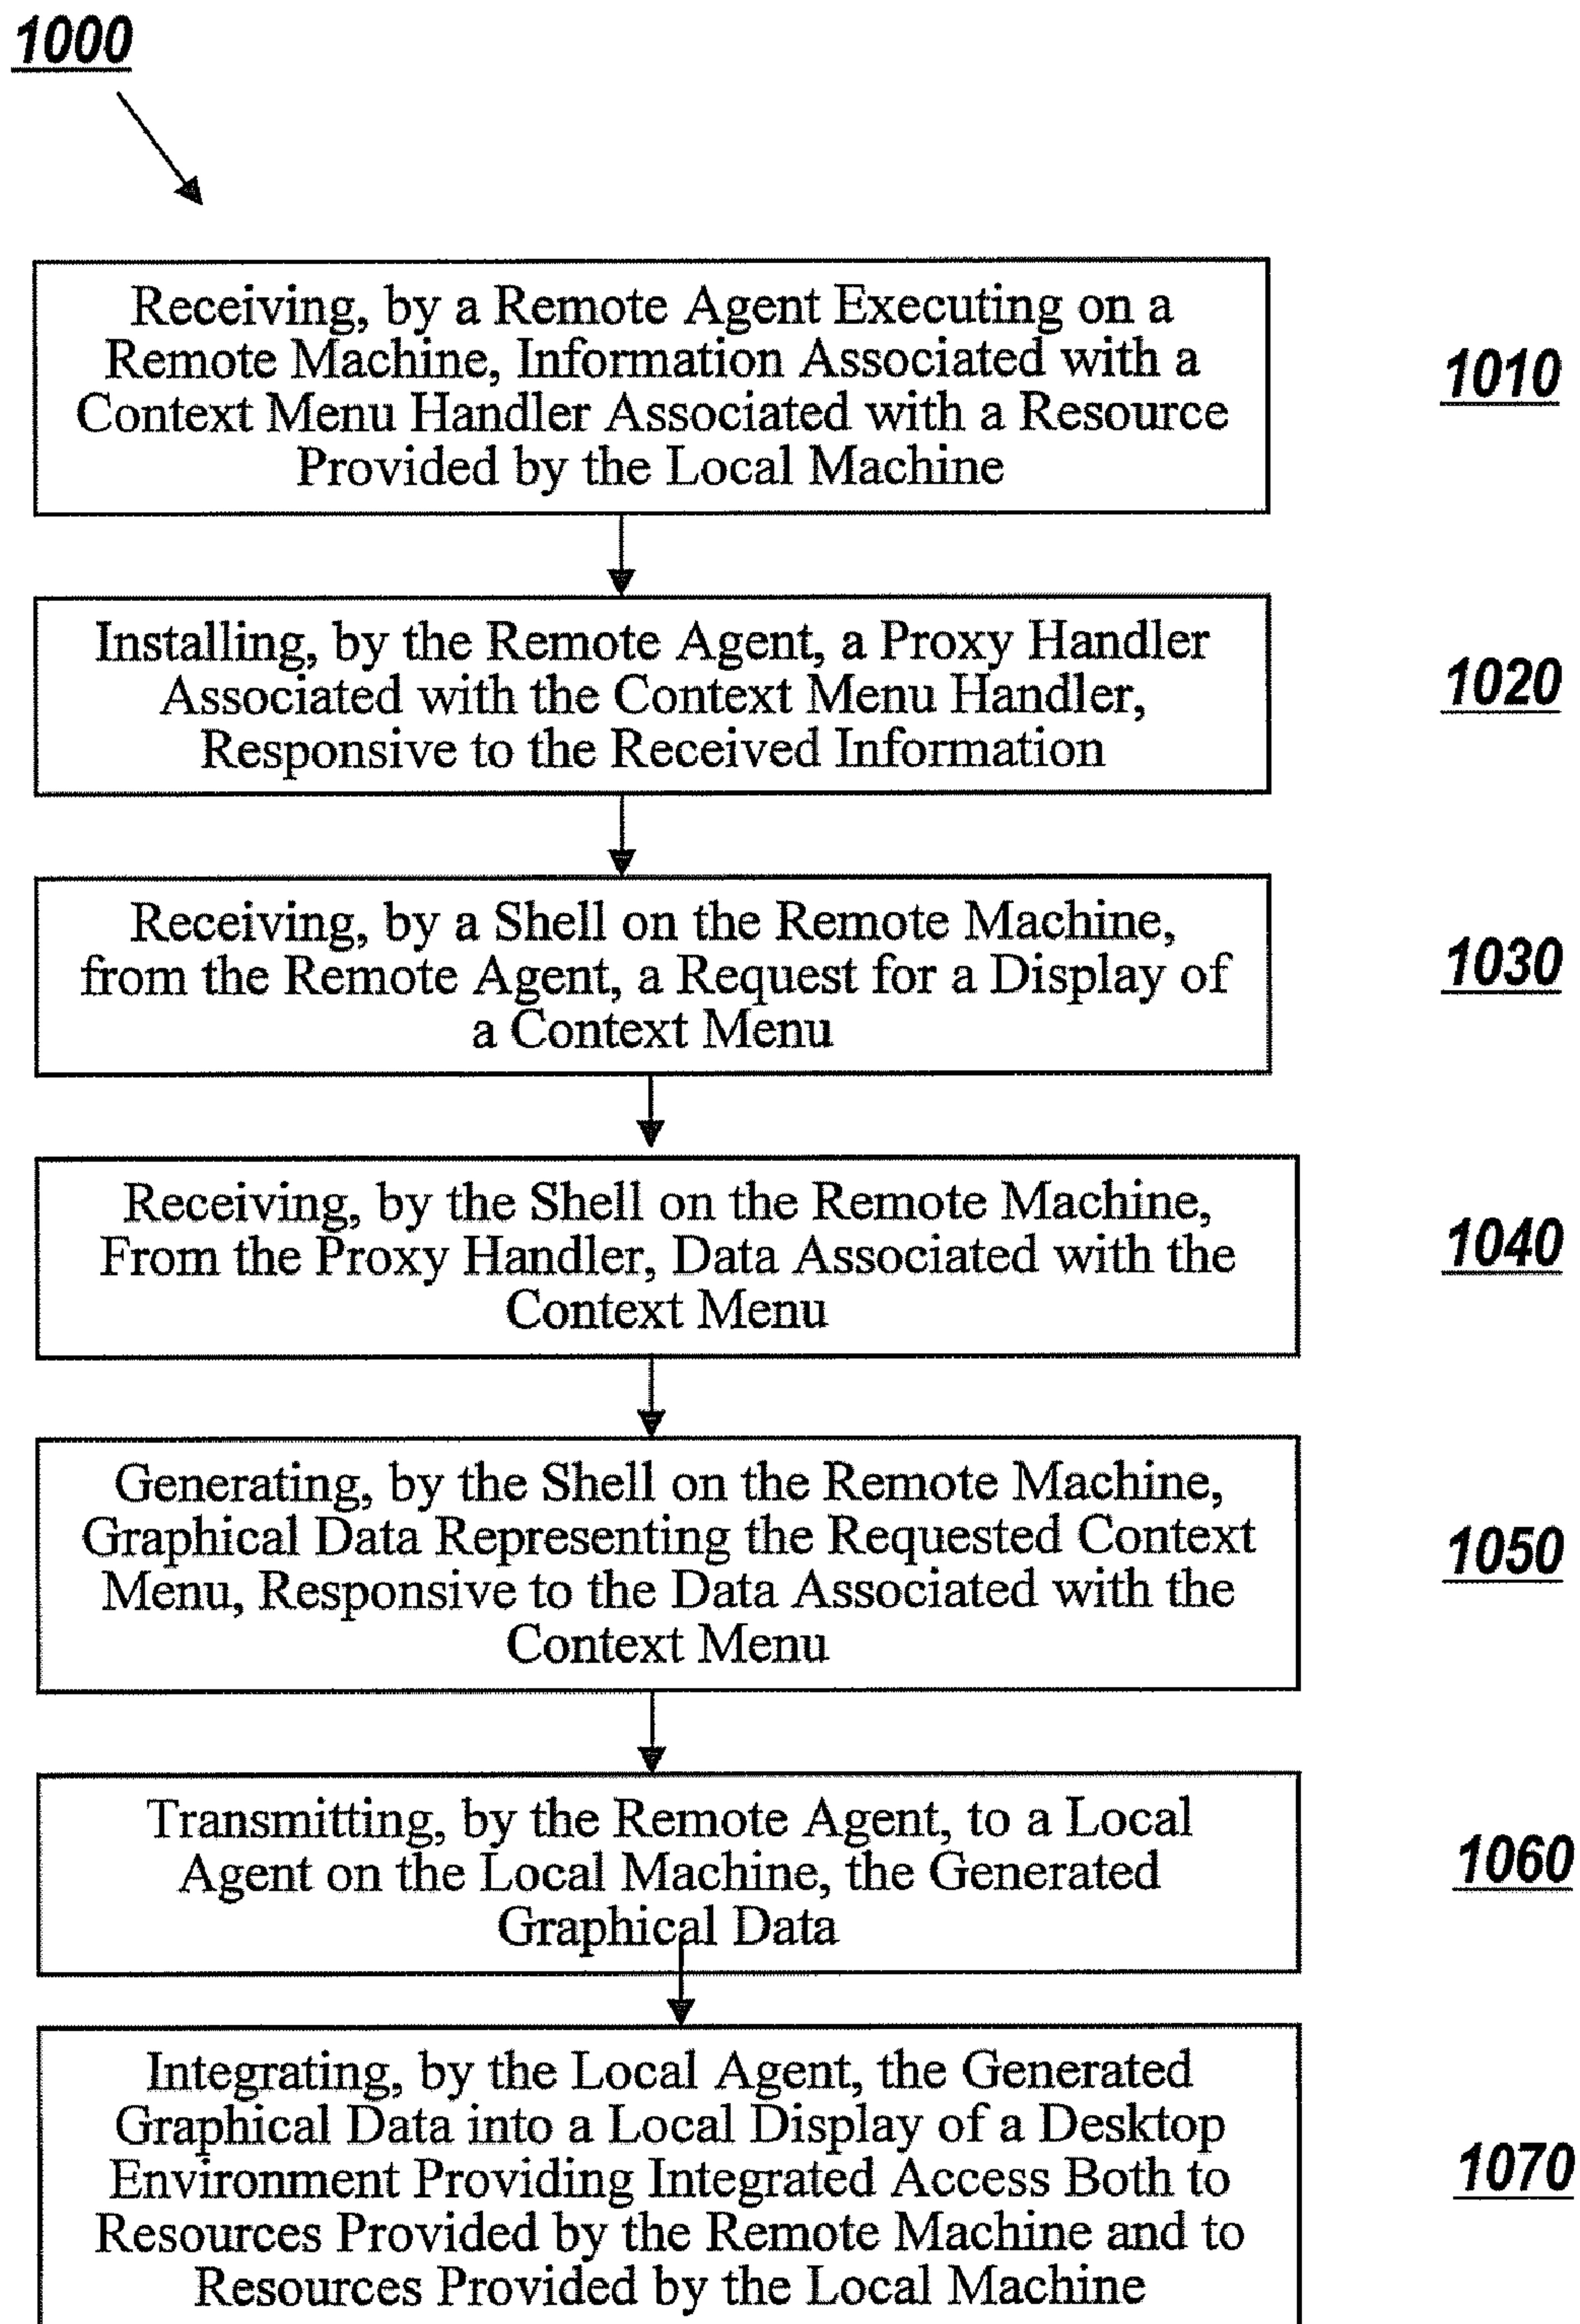 1000
Receiving, by a Remote Agent Executing on a
Remote Machine, Information Associated with a
Context Menu Handler Associated with a Resource
Provided by the Local Machine
1010
Installing, by the Remote Agent, a Proxy Handler
Associated with the Context Menu Handler,
Responsive to the Received Information
1020
Receiving, by a Shell on the Remote Machine,
from the Remote Agent, a Request for a Display of
a Context Menu
1030
Receiving, by the Shell on the Remote Machine,
From the Proxy Handler, Data Associated with the
Context Menu
1040
Generating, by the Shell on the Remote Machine,
Graphical Data Representing the Requested Context
Menu, Responsive to the Data Associated with the
Context Menu
1050
Transmitting, by the Remote Agent, to a Local
Agent on the Local Machine, the Generated
Graphical Data
1060
Integrating, by the Local Agent, the Generated
Graphical Data into a Local Display of a Desktop
Environment Providing Integrated Access Both to
Resources Provided by the Remote Machine and to
Resources Provided by the Local Machine
1070